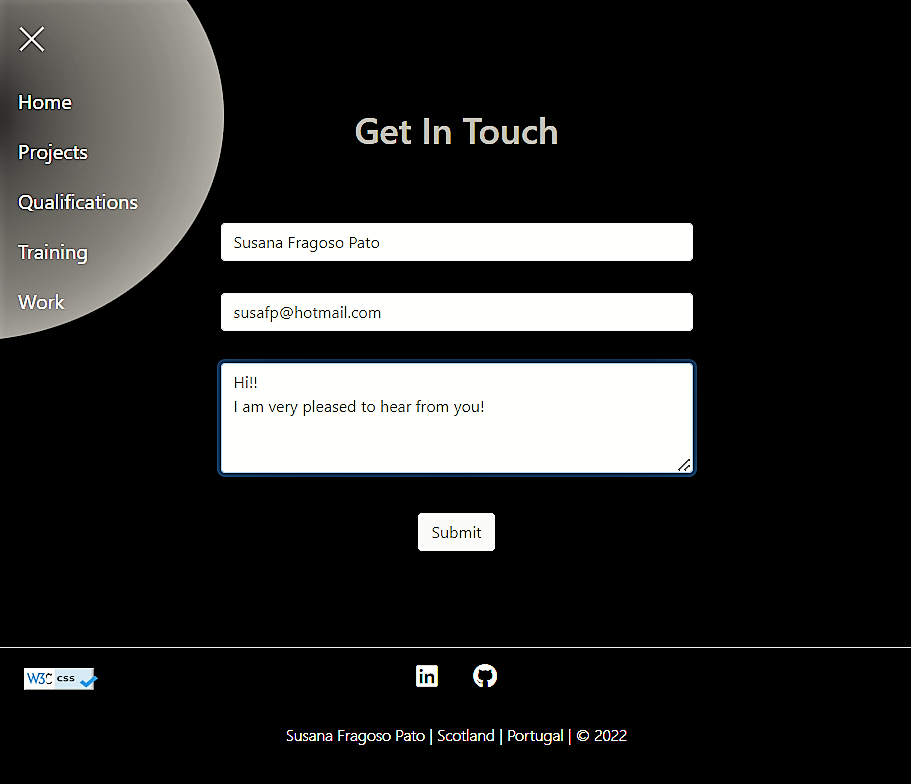 Home
Projects
Qualifications
Training
Work
Get In Touch
Susana Fragoso Pato
susafp@hotmail.com
Hi!!
I am very pleased to hear from you!
Submit
W3C css
in
Susana Fragoso Pato | Scotland | Portugal | © 2022